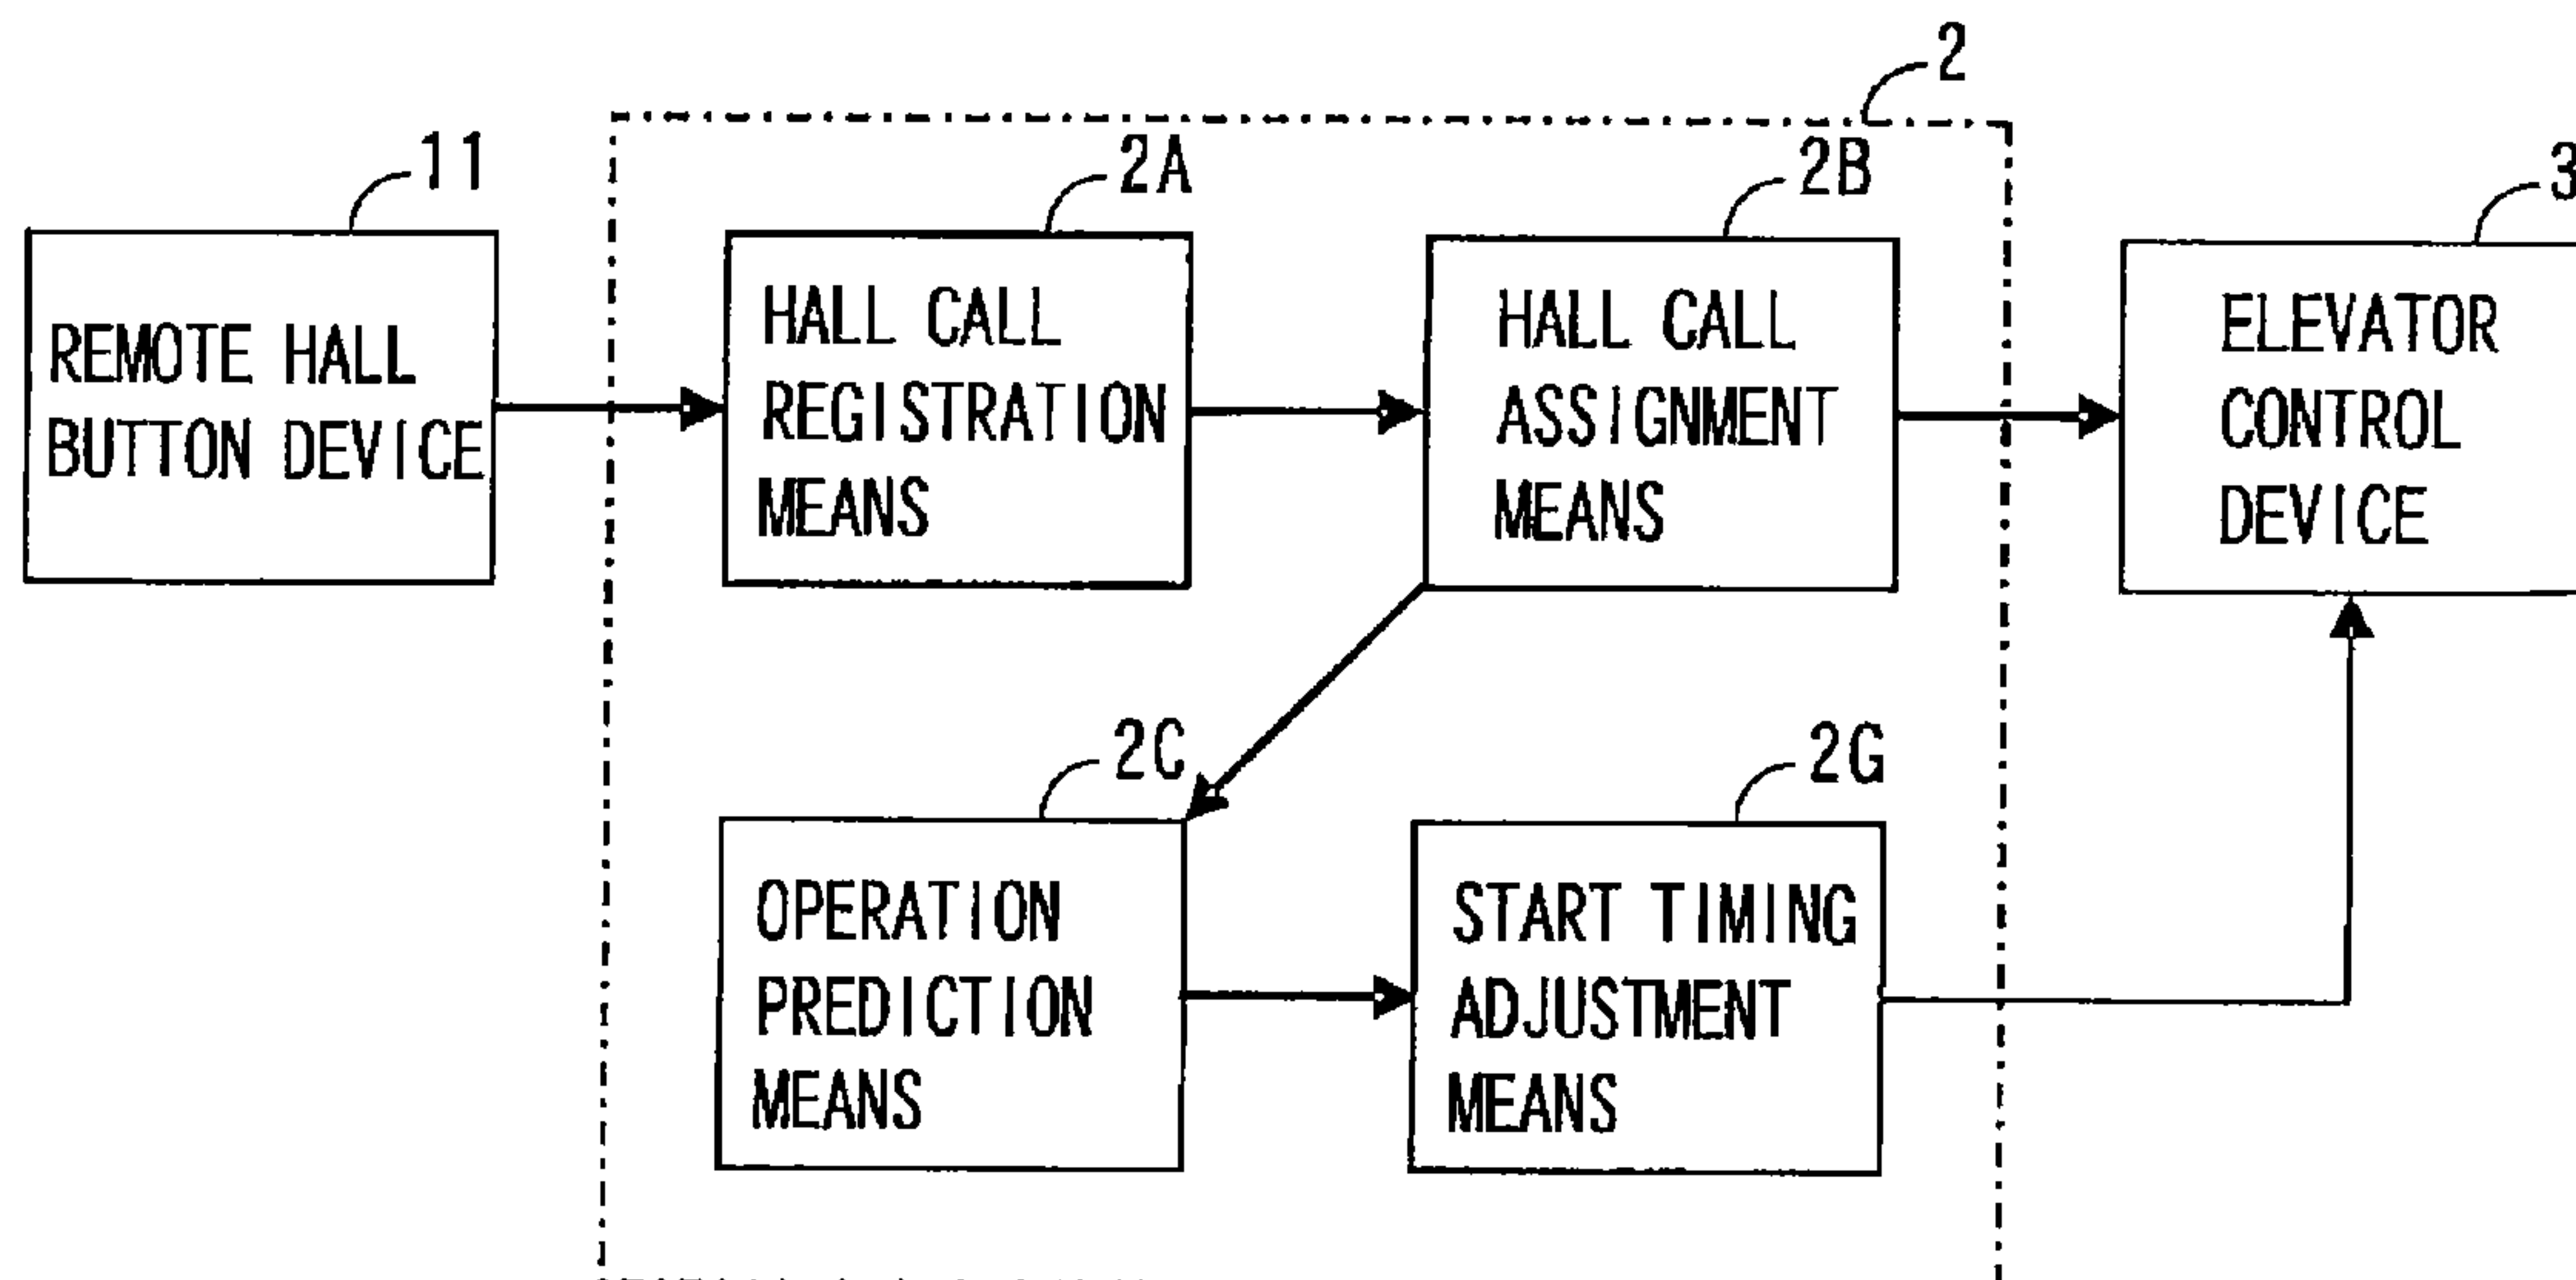 2
11
2A
2B
3
REMOTE HALL
BUTTON DEVICE
HALL CALL
REGISTRATION
MEANS
HALL CALL
ASSIGNMENT
MEANS
ELEVATOR
CONTROL
DEVICE
2C
2G
OPERATION
PREDICTION
MEANS
START TIMING
ADJUSTMENT
MEANS